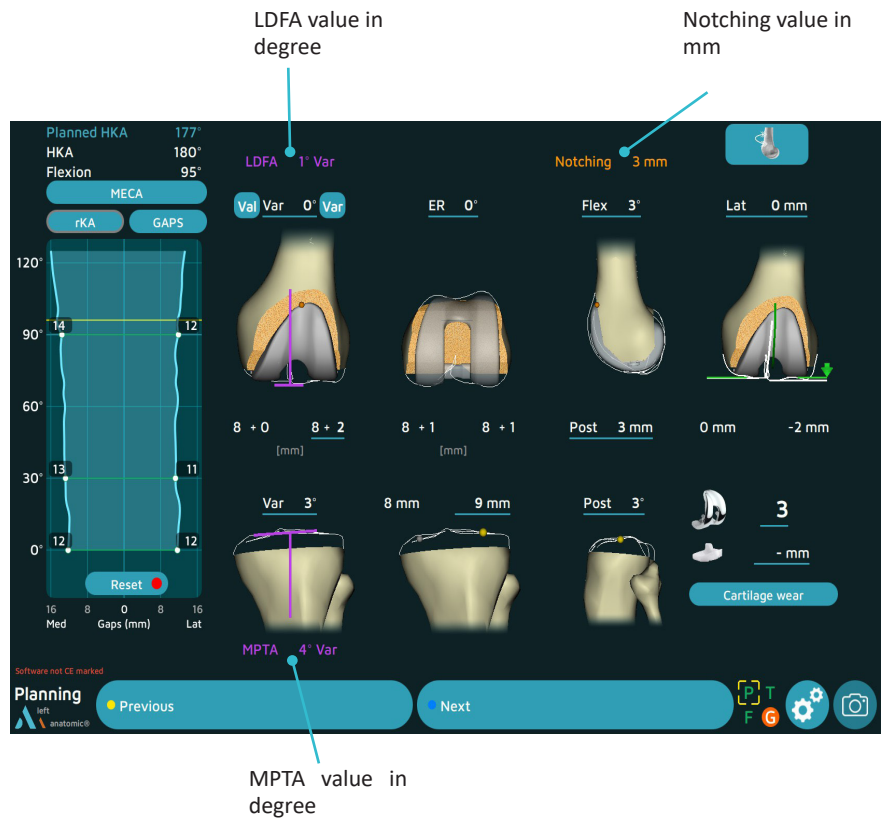 LDFA value in
degree
Notching value in
mm
Planned HKA 177°
HKA 180°
Flexion 95°
MECA
rKA GAPS
LDFA 1° Var
Notching 3 mm
Val Var 0° Var
ER 0°
Flex 3°
Lat 0 mm
120°
90°
60°
30°
0°
14 12
13 11
12 12
8 + 0 8 + 2
[mm]
8 + 1 8 + 1
[mm]
Post 3 mm
0 mm -2 mm
Var 3°
8 mm 9 mm
Post 3°
3
- mm
Cartilage wear
Reset
16 8 0 8 16
Med Gaps (mm) Lat
MPTA 4° Var
Software not CE marked
Planning
left
anatomic®
Previous
Next
P T
F G
MPTA value in
degree